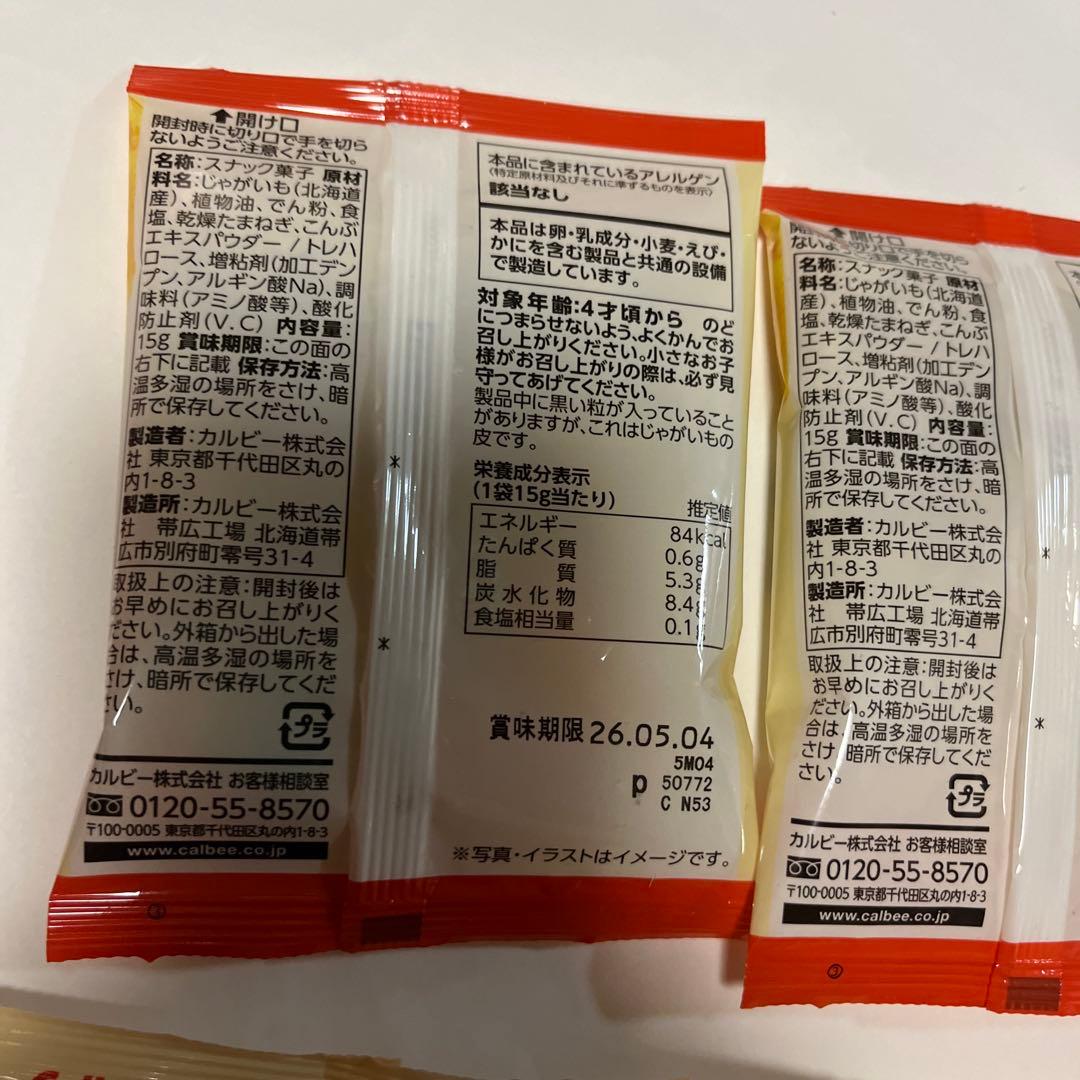 ⬆開け口
開封時に切り口で手を切ら
ないようご注意ください。
名称:スナック菓子 原材
料名:じゃがいも(北海道
産)、植物油、でん粉、食
塩、乾燥たまねぎ、こんぶ
エキスパウダー / トレハ
ロース、増粘剤(加工デン
プン、アルギン酸Na)、調
味料(アミノ酸等)、酸化
防止剤(V.C) 内容量:
15g 賞味期限:この面の
右下に記載 保存方法:高
温多湿の場所をさけ、暗
所で保存してください。
製造者:カルビー株式会
社 東京都千代田区丸の
内1-8-3
製造所:カルビー株式会
社 帯広工場 北海道帯
広市別府町零号31-4
取扱上の注意:開封後は
お早めにお召し上がりく
ださい。外箱から出した場
合は、高温多湿の場所を
さけ、暗所で保存してくだ
さい。
プラ
カルビー株式会社 お客様相談室
0120-55-8570
〒100-0005 東京都千代田区丸の内1-8-3
www.calbee.co.jp
③
*
*
本品に含まれているアレルゲン
(特定原材料及びそれに準ずるものを表示)
該当なし
本品は卵・乳成分・小麦・えび・
かにを含む製品と共通の設備
で製造しています。
対象年齢:4才頃から のど
につまらせないよう、よくかんでお
召し上がりください。小さなお子
様がお召し上がりの際は、必ず見
守ってあげてください。
製品中に黒い粒が入っていること
がありますが、これはじゃがいもの
皮です。
栄養成分表示
(1袋15g当たり) 推定値
エネルギー 84kcal
たんぱく質 0.6g
脂質 5.3g
炭水化物 8.4g
食塩相当量 0.1g
賞味期限 26.05.04
5M04
p 50772
C N53
※写真・イラストはイメージです。
⬆開け口
ないようご注意ください。
名称:スナック菓子 原材
料名:じゃがいも(北海道
産)、植物油、でん粉、食
塩、乾燥たまねぎ、こんぶ
エキスパウダー / トレハ
ロース、増粘剤(加工デン
プン、アルギン酸Na)、調
味料(アミノ酸等)、酸化
防止剤(V.C) 内容量:
15g 賞味期限:この面の
右下に記載 保存方法:高
温多湿の場所をさけ、暗
所で保存してください。
製造者:カルビー株式会
社 東京都千代田区丸の
内1-8-3
製造所:カルビー株式会
社 帯広工場 北海道帯
広市別府町零号31-4
取扱上の注意:開封後は
お早めにお召し上がりく
ださい。外箱から出した場
合は、高温多湿の場所を
さけ、暗所で保存してくだ
さい。
プラ
カルビー株式会社 お客様相談室
0120-55-8570
〒100-0005 東京都千代田区丸の内1-8-3
www.calbee.co.jp
③
*
*